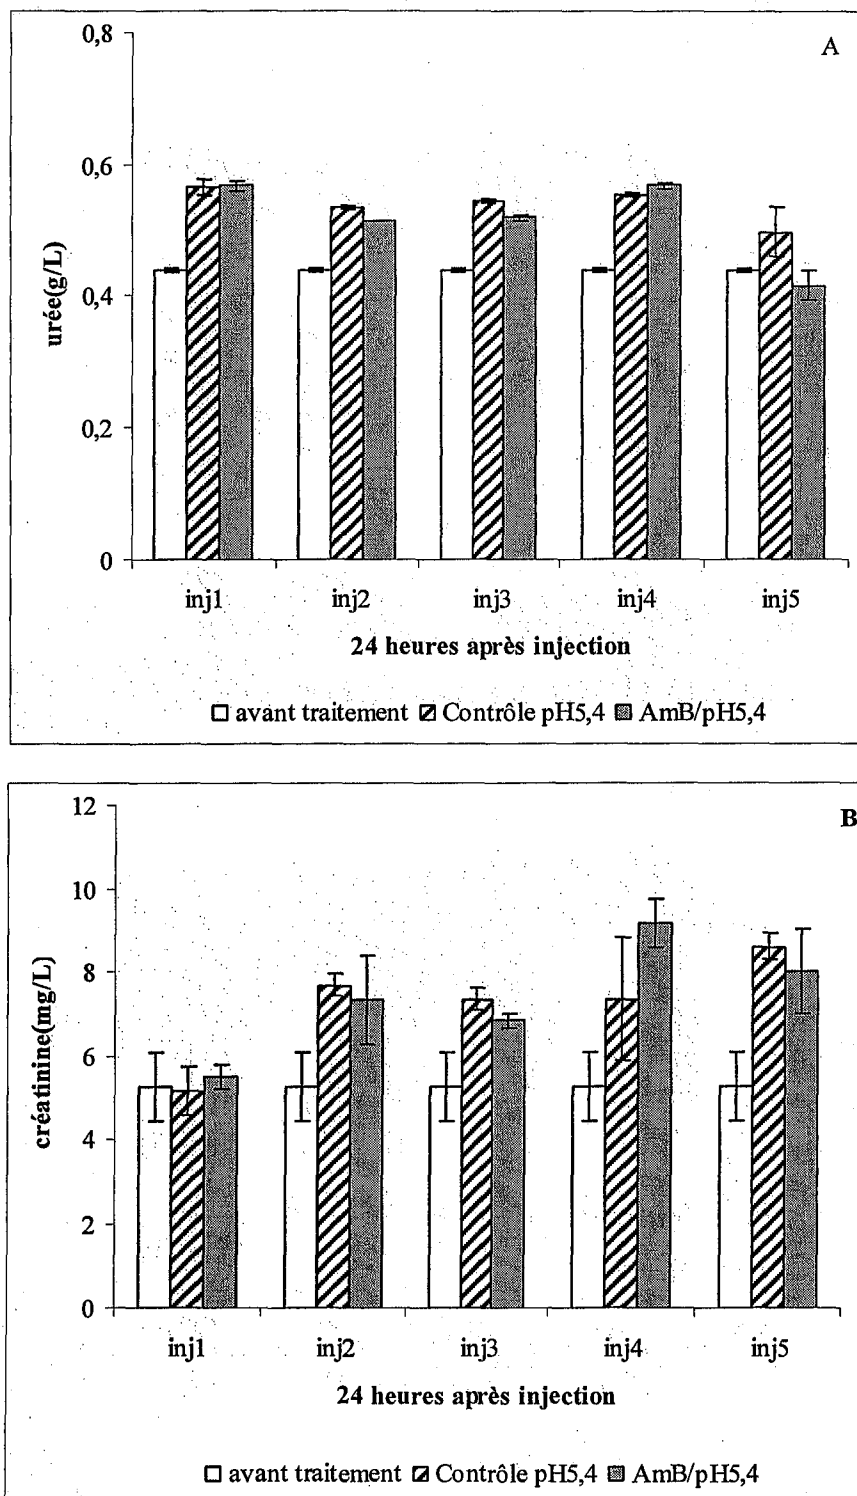 A
0,8
0,6
0,4
0,2
0
urée(g/L)
inj1 inj2 inj3 inj4 inj5
24 heures après injection
avant traitement Contrôle pH5,4 AmB/pH5,4
B
12
10
8
6
4
2
0
créatinine(mg/L)
inj1 inj2 inj3 inj4 inj5
24 heures après injection
avant traitement Contrôle pH5,4 AmB/pH5,4